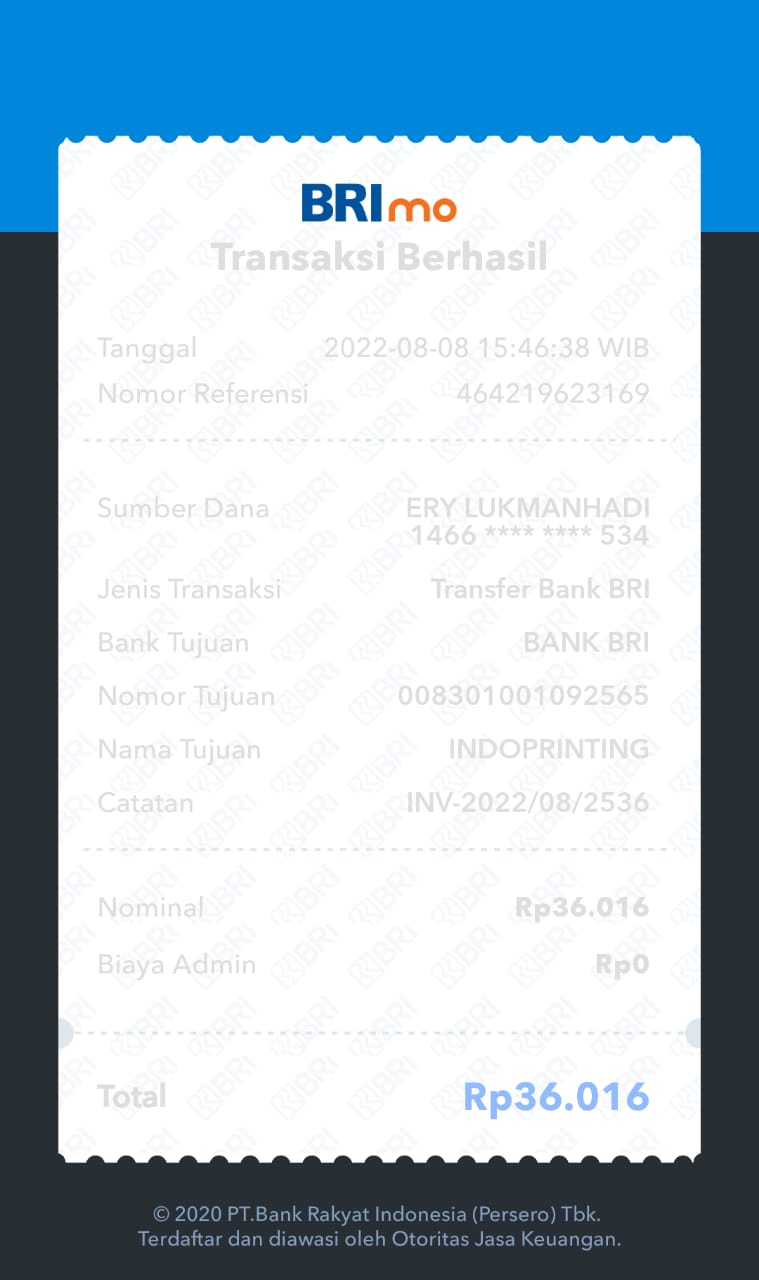 BRImo
Transaksi Berhasil
Tanggal 2022-08-08 15:46:38 WIB
Nomor Referensi 464219623169
Sumber Dana ERY LUKMANHADI
1466 **** **** 534
Jenis Transaksi Transfer Bank BRI
Bank Tujuan BANK BRI
Nomor Tujuan 008301001092565
Nama Tujuan INDOPRINTING
Catatan INV-2022/08/2536
Nominal Rp36.016
Biaya Admin Rp0
Total Rp36.016
© 2020 PT.Bank Rakyat Indonesia (Persero) Tbk.
Terdaftar dan diawasi oleh Otoritas Jasa Keuangan.